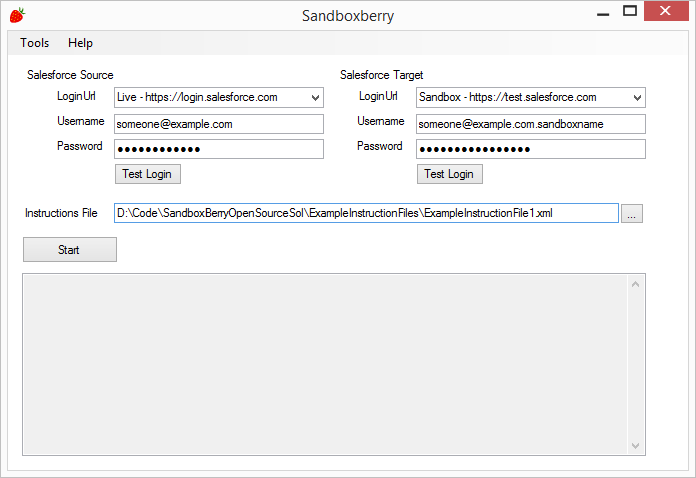 Sandboxberry
Tools Help
Salesforce Source Salesforce Target
LoginUrl Live - https://login.salesforce.com LoginUrl Sandbox - https://test.salesforce.com
Username someone@example.com Username someone@example.com.sandboxname
Password ●●●●●●●●●●●● Password ●●●●●●●●●●●●●●●●
Test Login Test Login
Instructions File D:\Code\SandboxBerryOpenSourceSol\ExampleInstructionFiles\ExampleInstructionFile1.xml ...
Start